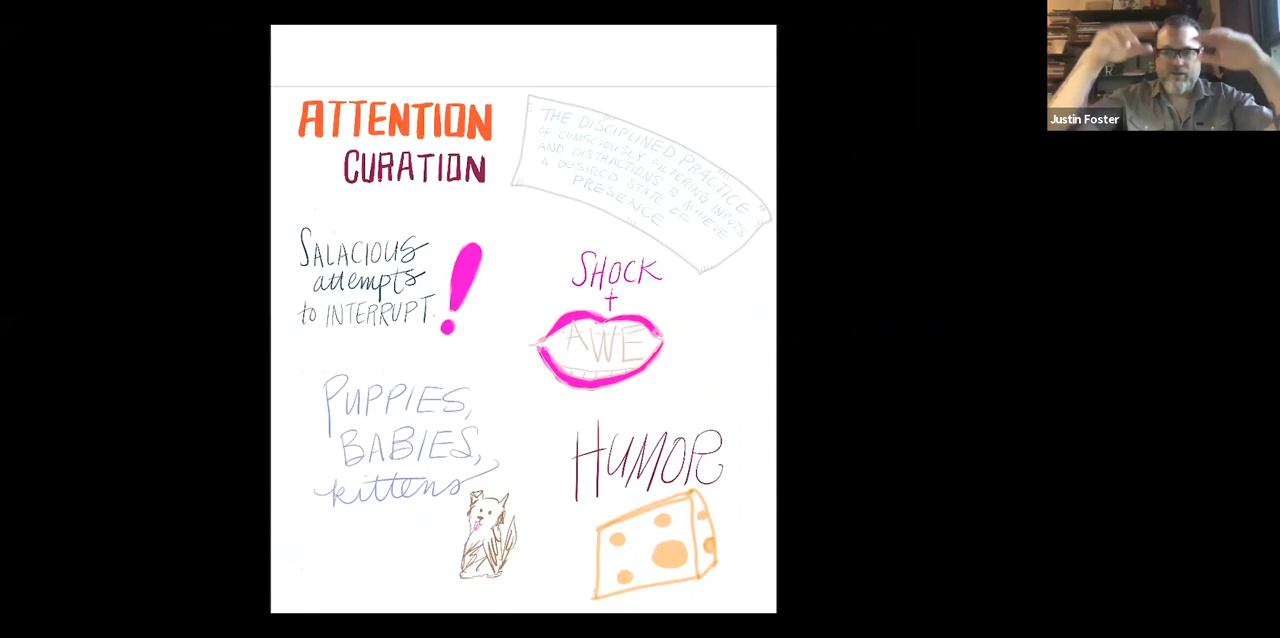 ATTENTION
CURATION
THE DISCIPLINED PRACTICE
OF CONSCIOUSLY FILTERING INPUTS
AND DISTRACTIONS TO ACHIEVE
A DESIRED STATE OF
PRESENCE
SALACIOUS
attempts
to INTERRUPT!
SHOCK
+
AWE
PUPPIES,
BABIES,
kittens
HUMOR
Justin Foster